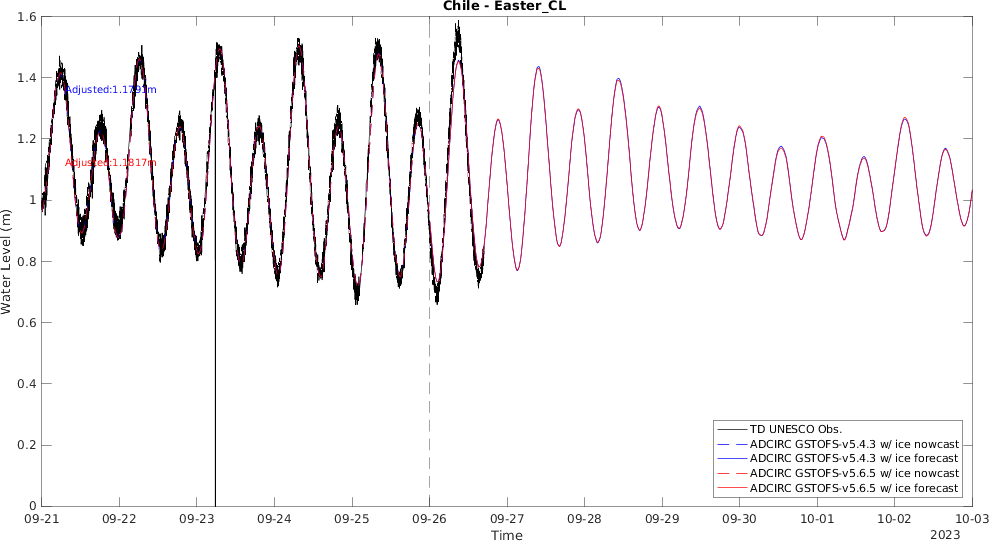 Chile - Easter_CL
1.6
1.4
1.2
1
0.8
0.6
0.4
0.2
0
Water Level (m)
Adjusted:1.1791m
Adjusted:1.1817m
TD UNESCO Obs.
ADCIRC GSTOFS-v5.4.3 w/ ice nowcast
ADCIRC GSTOFS-v5.4.3 w/ ice forecast
ADCIRC GSTOFS-v5.6.5 w/ ice nowcast
ADCIRC GSTOFS-v5.6.5 w/ ice forecast
09-21 09-22 09-23 09-24 09-25 09-26 09-27 09-28 09-29 09-30 10-01 10-02 10-03
Time
2023